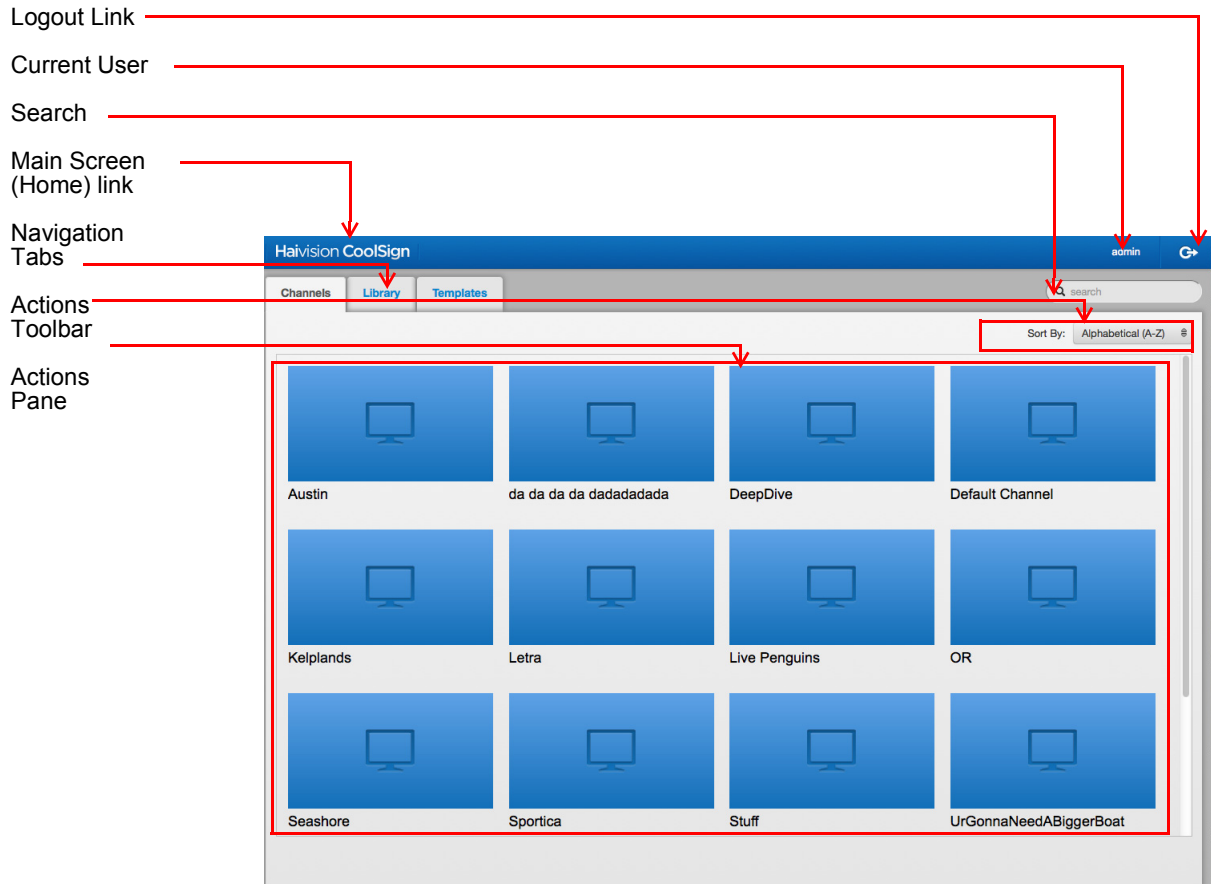 Logout Link
Current User
Search
Main Screen
(Home) link
Navigation
Tabs
Actions
Toolbar
Actions
Pane
Haivision CoolSign
admin
Channels
Library
Templates
search
Sort By:
Alphabetical (A-Z)
Austin
da da da da dadadadada
DeepDive
Default Channel
Kelplands
Letra
Live Penguins
OR
Seashore
Sportica
Stuff
UrGonnaNeedABiggerBoat